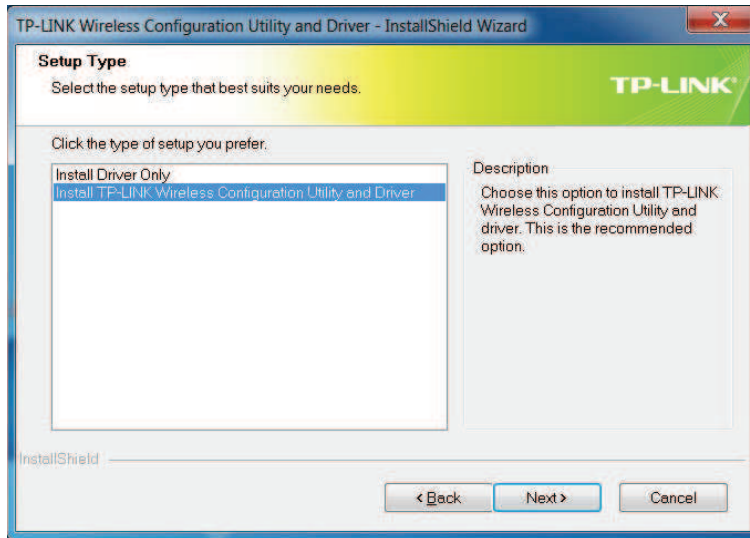 TP-LINK Wireless Configuration Utility and Driver - InstallShield Wizard
X
Setup Type
Select the setup type that best suits your needs.
TP-LINK®
Click the type of setup you prefer.
Install Driver Only
Install TP-LINK Wireless Configuration Utility and Driver
Description
Choose this option to install TP-LINK
Wireless Configuration Utility and
driver. This is the recommended
option.
InstallShield
< Back
Next >
Cancel